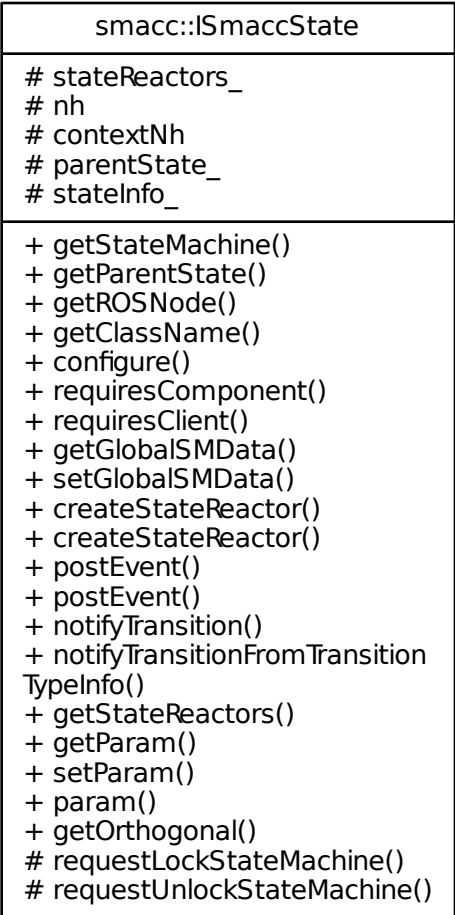 smacc::ISmaccState
# stateReactors_
# nh
# contextNh
# parentState_
# stateInfo_
+ getStateMachine()
+ getParentState()
+ getROSNode()
+ getClassName()
+ configure()
+ requiresComponent()
+ requiresClient()
+ getGlobalSMData()
+ setGlobalSMData()
+ createStateReactor()
+ createStateReactor()
+ postEvent()
+ postEvent()
+ notifyTransition()
+ notifyTransitionFromTransition
TypeInfo()
+ getStateReactors()
+ getParam()
+ setParam()
+ param()
+ getOrthogonal()
# requestLockStateMachine()
# requestUnlockStateMachine()